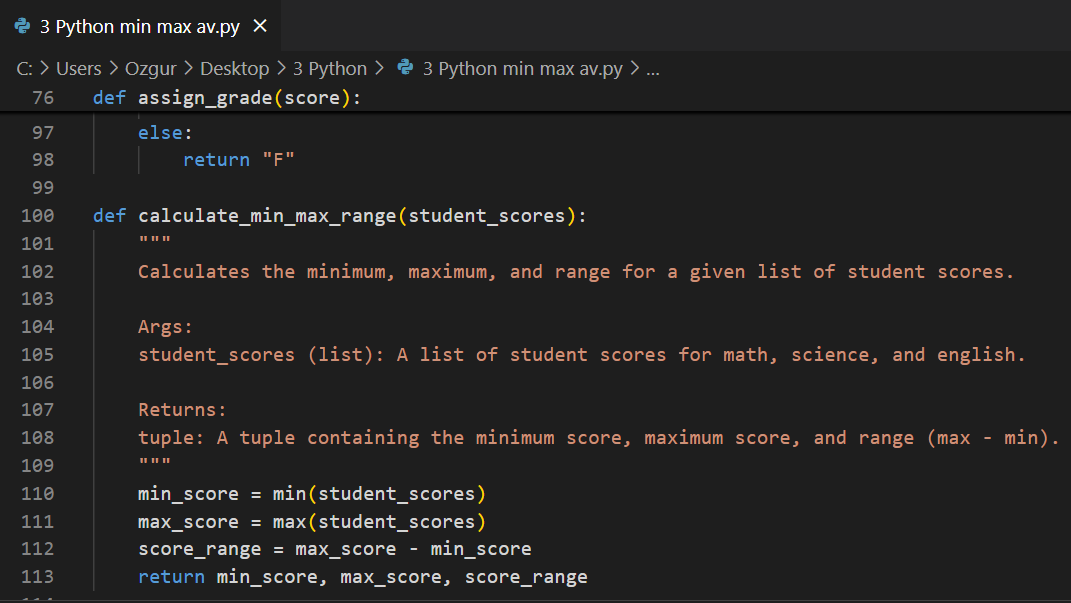 3 Python min max av.py ×
C: > Users > Ozgur > Desktop > 3 Python > 3 Python min max av.py > ...
76 def assign_grade(score):
97 else:
98 return "F"
99
100 def calculate_min_max_range(student_scores):
101 """
102 Calculates the minimum, maximum, and range for a given list of student scores.
103
104 Args:
105 student_scores (list): A list of student scores for math, science, and english.
106
107 Returns:
108 tuple: A tuple containing the minimum score, maximum score, and range (max - min).
109 """
110 min_score = min(student_scores)
111 max_score = max(student_scores)
112 score_range = max_score - min_score
113 return min_score, max_score, score_range